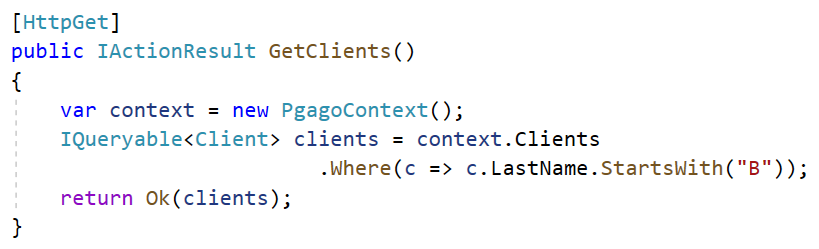 [HttpGet]
public IActionResult GetClients()
{
    var context = new PgagoContext();
    IQueryable<Client> clients = context.Clients
                         .Where(c => c.LastName.StartsWith("B"));
    return Ok(clients);
}